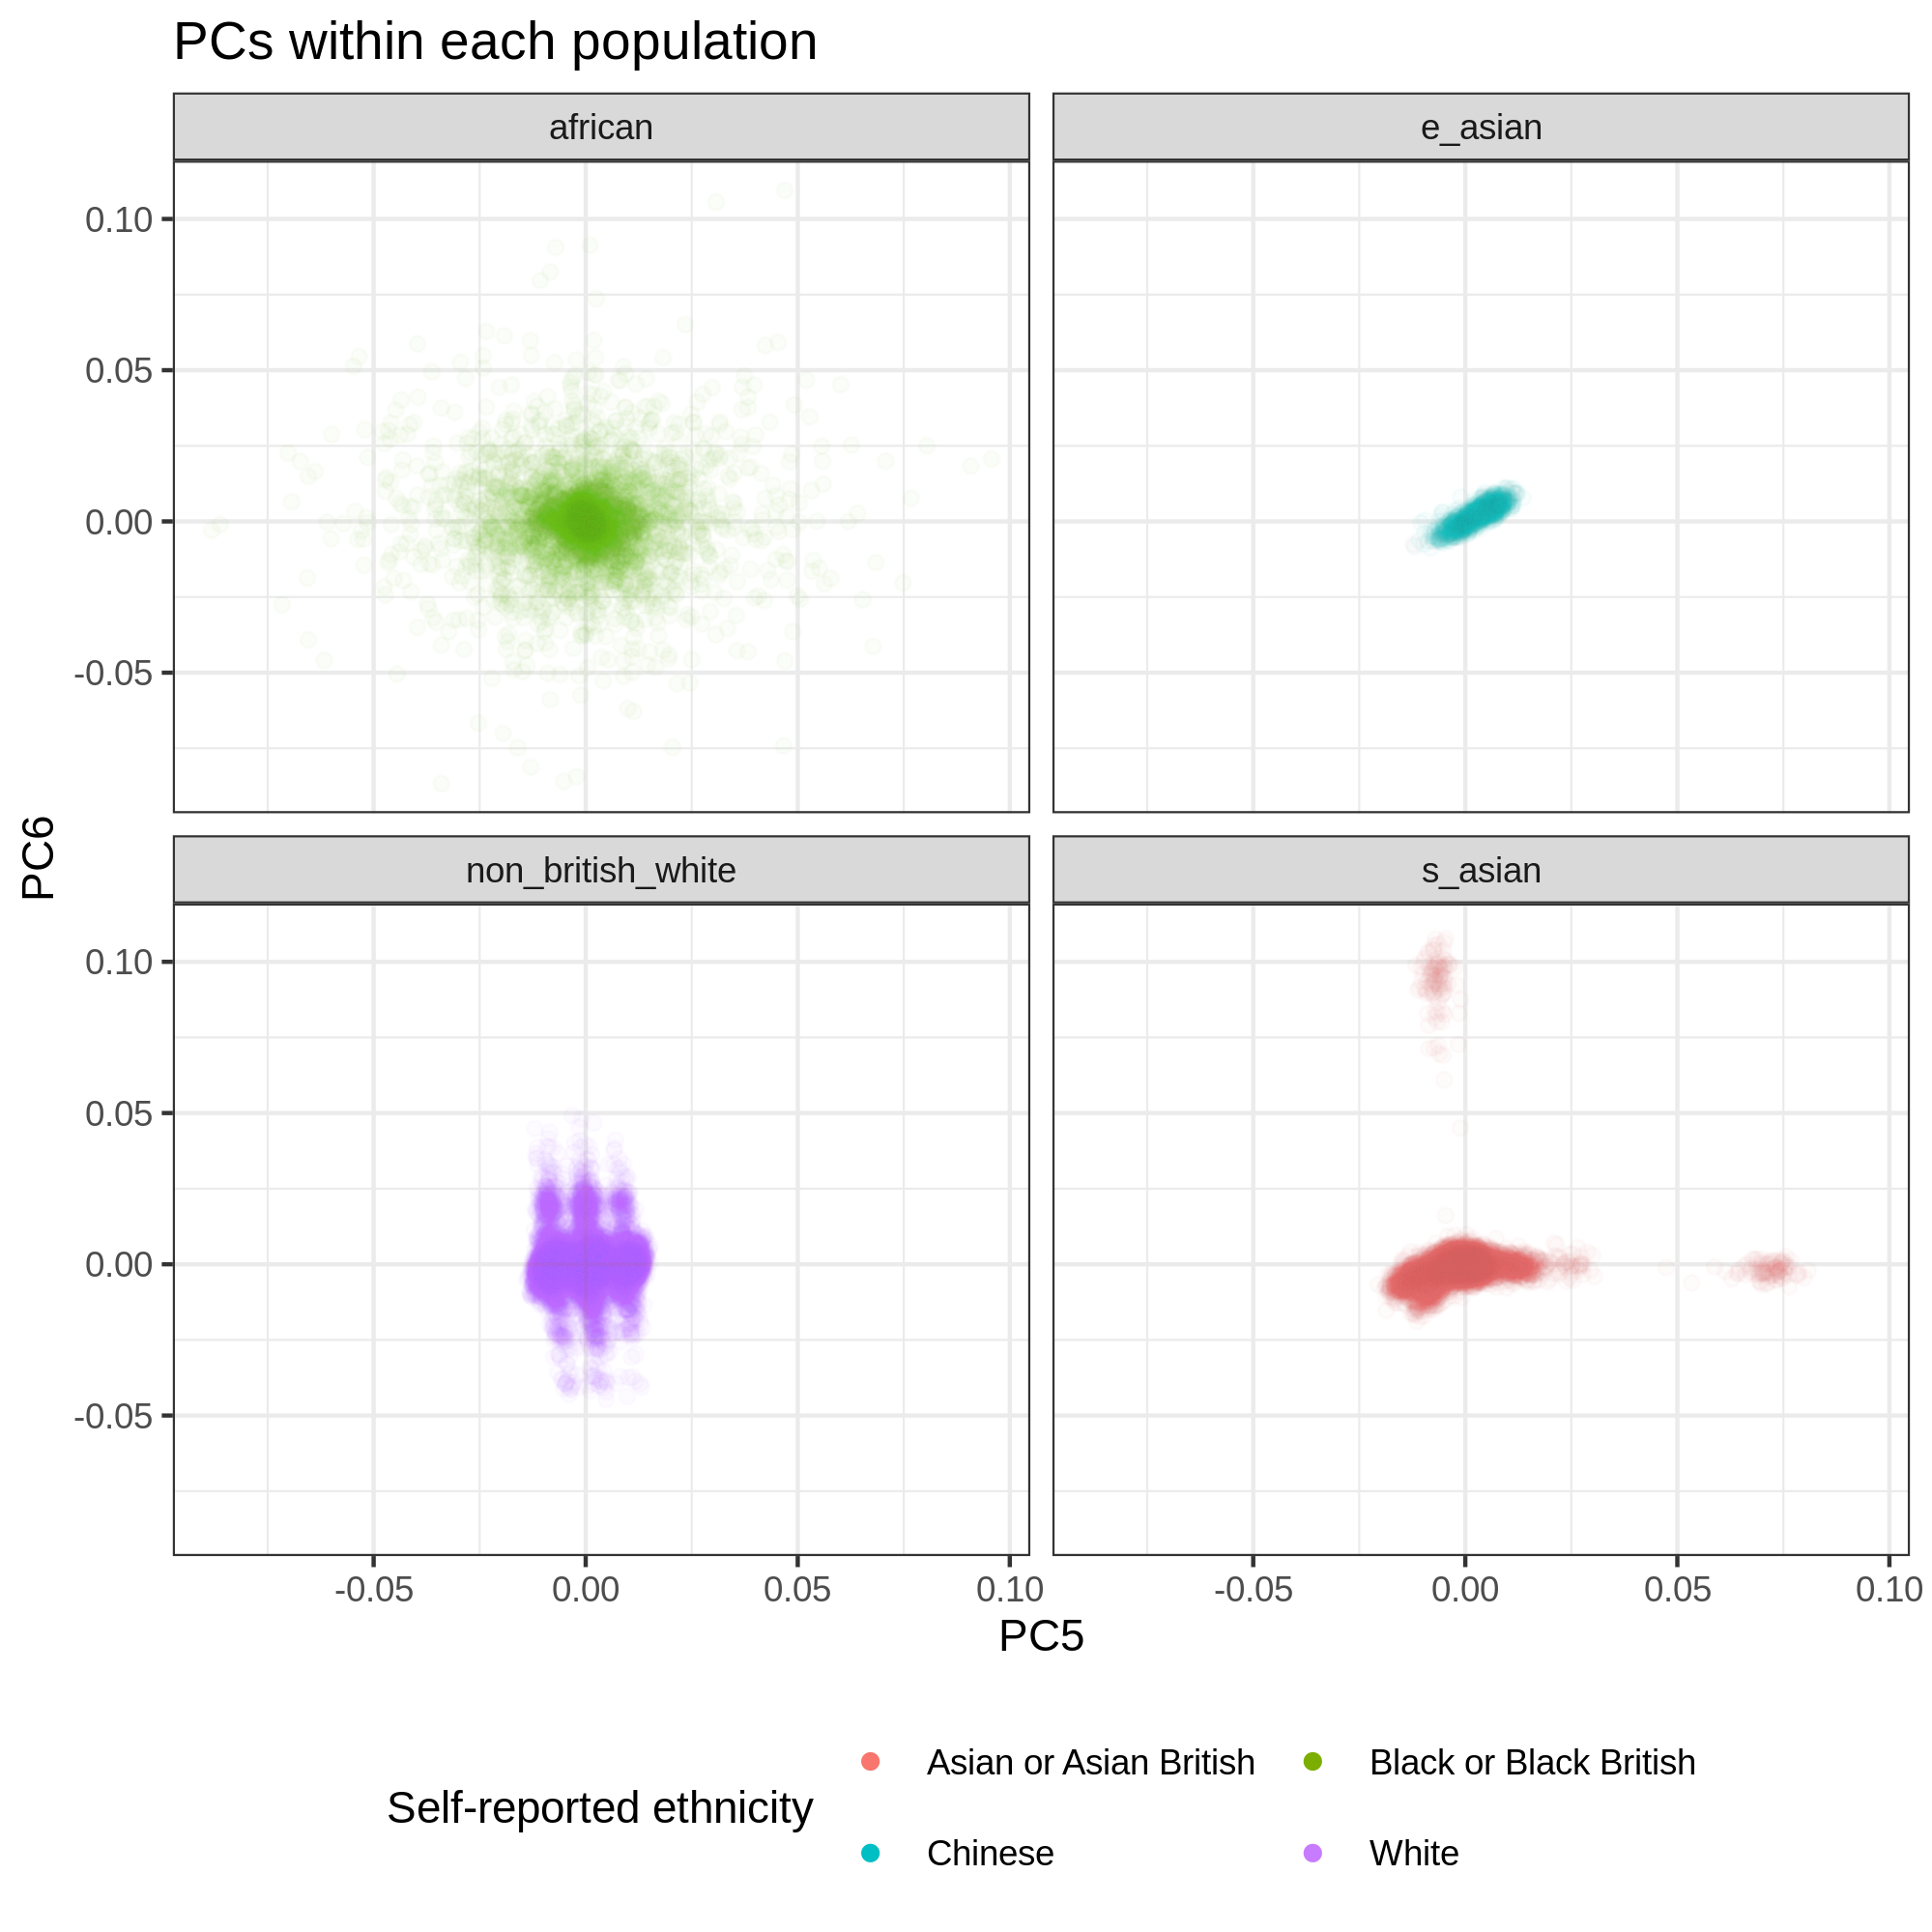 PCs within each population
african
e_asian
0.10
0.05
0.00
-0.05
PC6
non_british_white
s_asian
0.10
0.05
0.00
-0.05
-0.05 0.00 0.05 0.10 -0.05 0.00 0.05 0.10
PC5
Self-reported ethnicity
Asian or Asian British
Black or Black British
Chinese
White